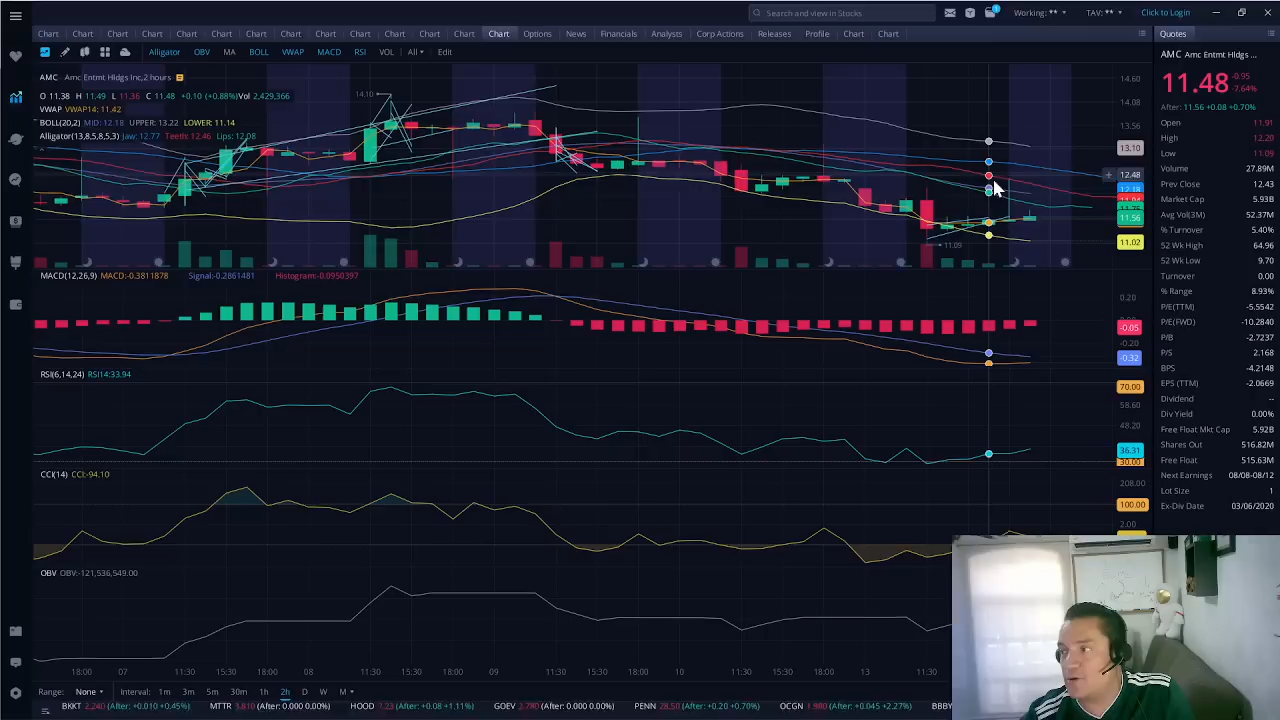 Search and view in Stocks
Working: ** TAV: ** Click to Login
Chart Chart Chart Chart Chart Chart Chart Chart Chart Chart Chart Chart Chart Chart Options News Financials Analysts Corp Actions Releases Profile Chart Chart
Alligator OBV MA BOLL VWAP MACD RSI VOL All Edit
AMC Amc Entmt Hldgs Inc,2 hours
O 11.38 H 11.49 L 11.36 C 11.48 +0.10 (+0.88%) Vol 2,429,366
VWAP VWAP14: 11.42
BOLL(20,2) MID: 12.18 UPPER: 13.22 LOWER: 11.14
Alligator(13,8,5,8,5,3) Jaw: 12.77 Teeth: 12.46 Lips: 12.08
14.10
11.09
14.60
14.08
13.56
13.10
12.48
11.56
11.02
MACD(12,26,9) MACD:-0.3811878 Signal:-0.2861481 Histogram:-0.0950397
0.20
-0.05
-0.20
-0.32
RSI(6,14,24) RSI14:33.94
70.00
58.60
48.20
36.31
30.00
CCI(14) CCI:-94.10
208.00
100.00
2.00
OBV OBV:-121,536,549.00
18:00 07 11:30 15:30 18:00 08 11:30 15:30 18:00 09 11:30 15:30 18:00 10 11:30 15:30 18:00 13 11:30
Range: None Interval: 1m 3m 5m 30m 1h 2h D W M
BKKT 2.240 (After: +0.010 +0.45%) MTTR 3.810 (After: 0.000 0.00%) HOOD 7.23 (After: +0.08 +1.11%) GOEV 2.780 (After: 0.000 0.00%) PENN 28.50 (After: +0.20 +0.70%) OCGN 1.980 (After: +0.045 +2.27%) BBBY
Quotes
AMC Amc Entmt Hldgs ...
11.48 -0.95
-7.64%
After: 11.56 +0.08 +0.70%
Open 11.91
High 12.20
Low 11.09
Volume 27.89M
Prev Close 12.43
Market Cap 5.93B
Avg Vol(3M) 52.37M
% Turnover 5.40%
52 Wk High 64.96
52 Wk Low 9.70
Turnover 0.00
% Range 8.93%
P/E(TTM) -5.5542
P/E(FWD) -10.2840
P/B -2.7237
P/S 2.168
BPS -4.2148
EPS (TTM) -2.0669
Dividend --
Div Yield 0.00%
Free Float Mkt Cap 5.92B
Shares Out 516.82M
Free Float 515.63M
Next Earnings 08/08-08/12
Lot Size 1
Ex-Div Date 03/06/2020